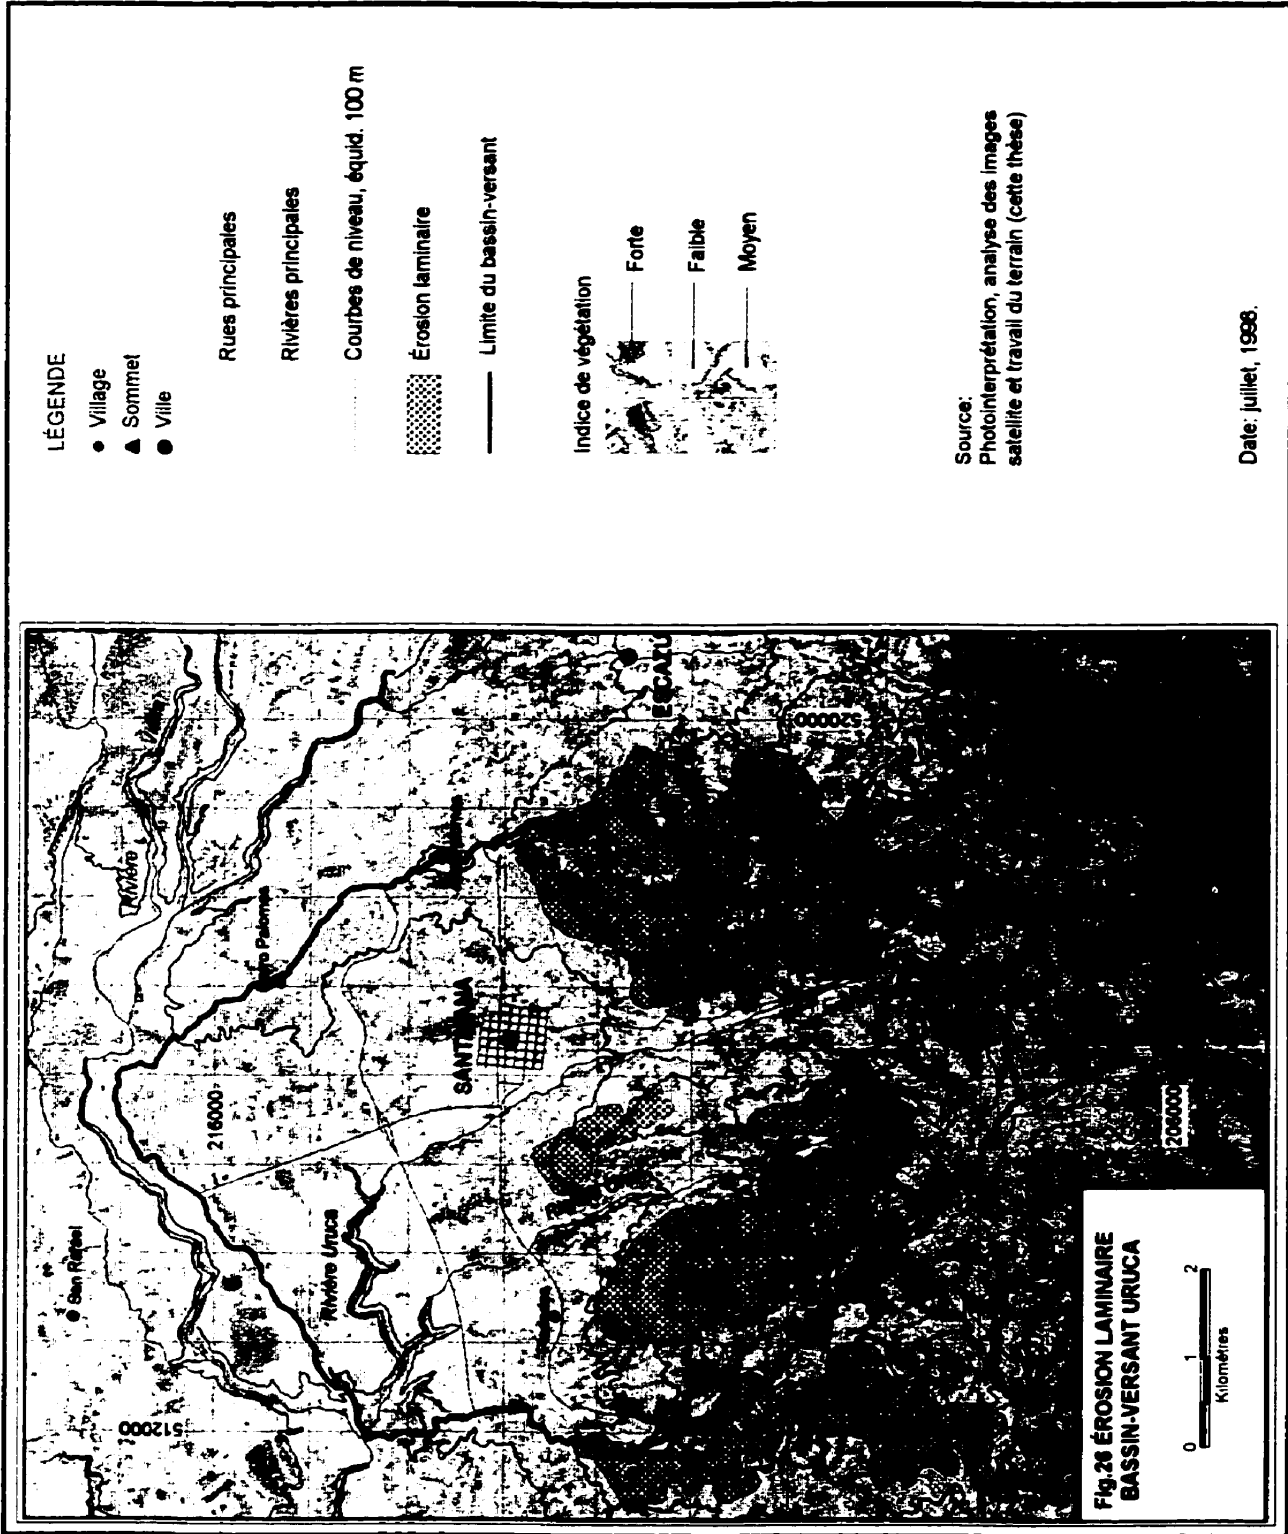 LÉGENDE
Village
Sommet
Ville
Rues principales
Rivières principales
Courbes de niveau, équid. 100 m
Érosion laminaire
Limite du bassin-versant
Indice de végétation
Forte
Faible
Moyen
Source:
Photointerprétation, analyse des images
satellite et travail du terrain (cette thèse)
Date: juillet, 1998.
San Rafael
512000
216000
Rivière Uruca
Rivière
Palomas
SANTA ANA
ESCAZU
520000
206000
Fig.26 ÉROSION LAMINAIRE
BASSIN-VERSANT URUCA
0 1 2
Kilomètres